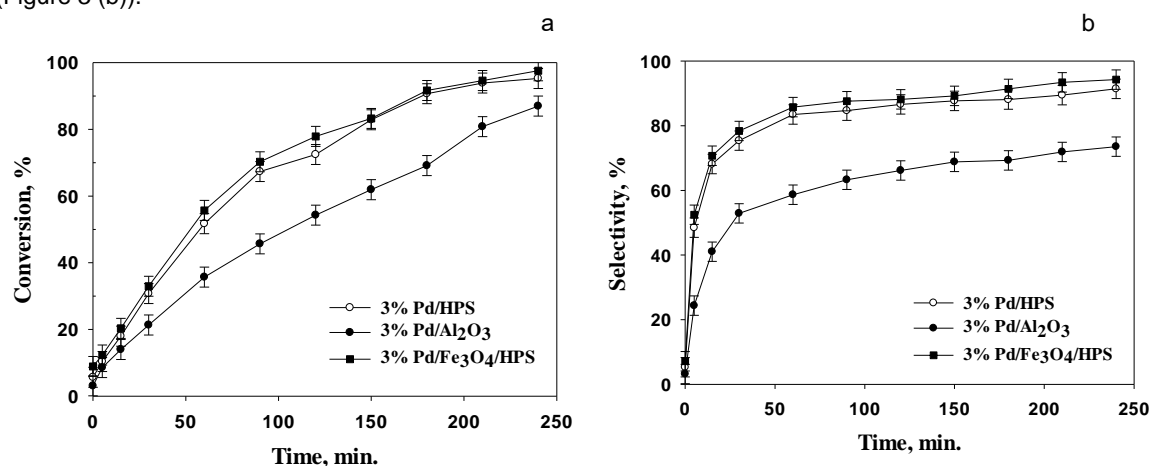 (Figure 3 (b)).
a
b
Conversion, %
100
80
60
40
20
0
3% Pd/HPS
3% Pd/Al2O3
3% Pd/Fe3O4/HPS
0 50 100 150 200 250
Time, min.
Selectivity, %
100
80
60
40
20
0
3% Pd/HPS
3% Pd/Al2O3
3% Pd/Fe3O4/HPS
0 50 100 150 200 250
Time, min.